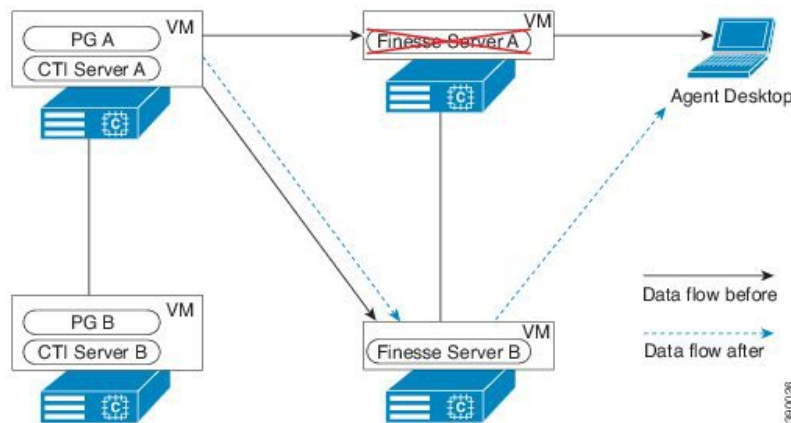 VM
PG A
CTI Server A
VM
Finesse Server A
Agent Desktop
VM
PG B
CTI Server B
VM
Finesse Server B
Data flow before
Data flow after
390036
C
C
C
C